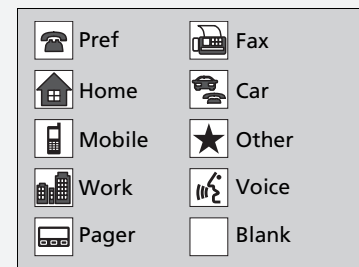 Pref
Fax
Home
Car
Mobile
Other
Work
Voice
Pager
Blank